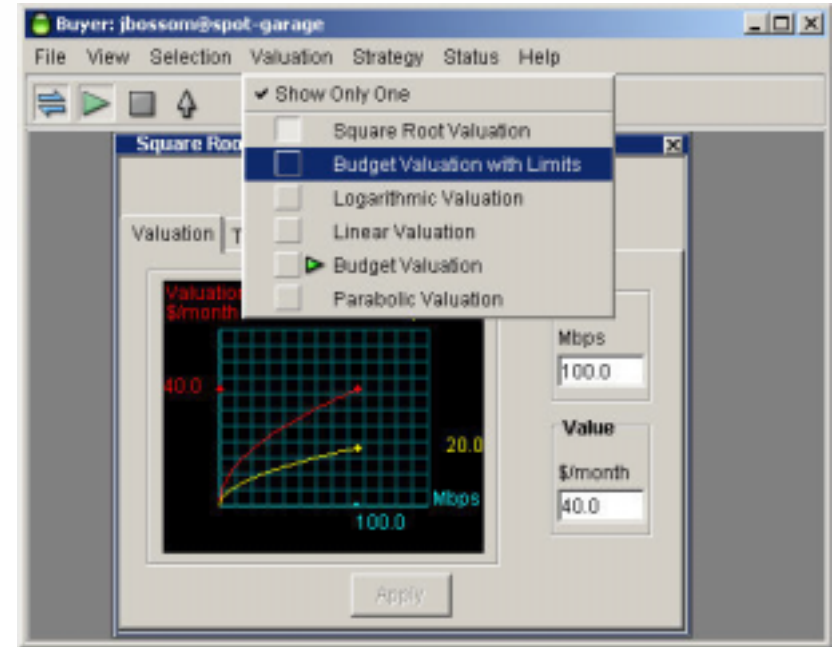 Buyer: jbossom@spot-garage
File View Selection Valuation Strategy Status Help
Show Only One
Square Root Valuation
Budget Valuation with Limits
Logarithmic Valuation
Linear Valuation
Budget Valuation
Parabolic Valuation
Square Roo
Valuation T
Valuatio
$/month
40.0
20.0
Mbps
100.0
Mbps
100.0
Value
$/month
40.0
Apply